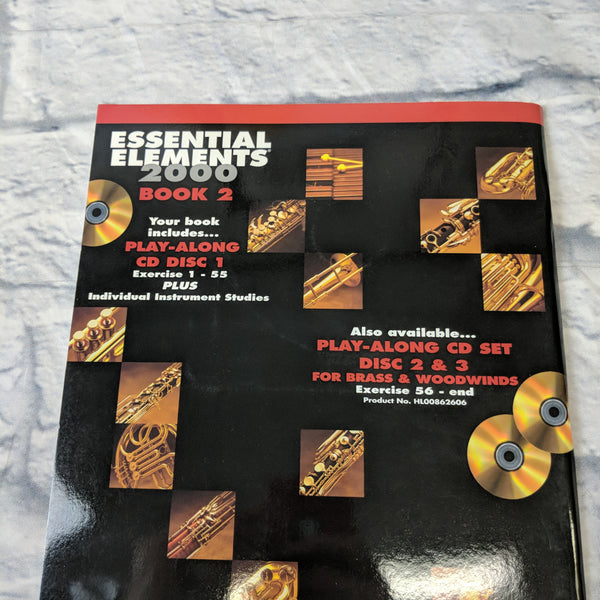 ESSENTIAL
ELEMENTS
2000
BOOK 2
Your book
includes...
PLAY-ALONG
CD DISC 1
Exercise 1 - 55
PLUS
Individual Instrument Studies
Also available...
PLAY-ALONG CD SET
DISC 2 & 3
FOR BRASS & WOODWINDS
Exercise 56 - end
Product No. HL00862606